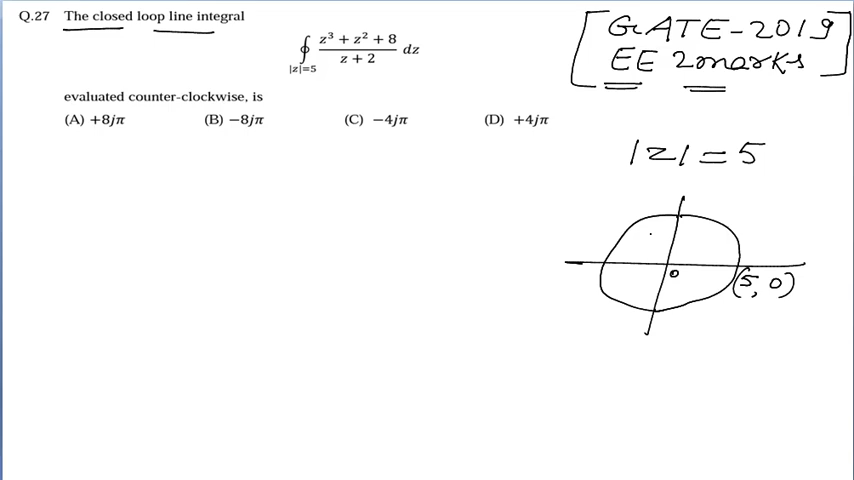 Q.27 The closed loop line integral
∮|z|=5 (z³ + z² + 8)/(z + 2) dz
evaluated counter-clockwise, is
(A) +8jπ (B) −8jπ (C) −4jπ (D) +4jπ
[GATE-2019
EE 2marks]
|z| = 5
0
(5, 0)